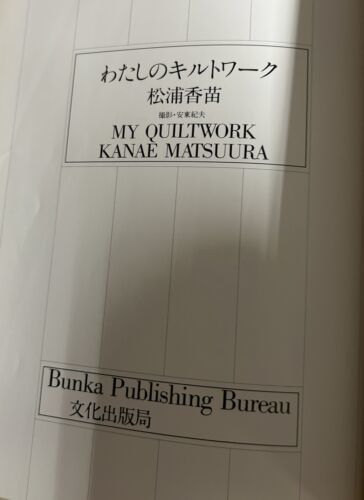 わたしのキルトワーク
松浦香苗
撮影・安東紀夫
MY QUILTWORK
KANAE MATSUURA
Bunka Publishing Bureau
文化出版局